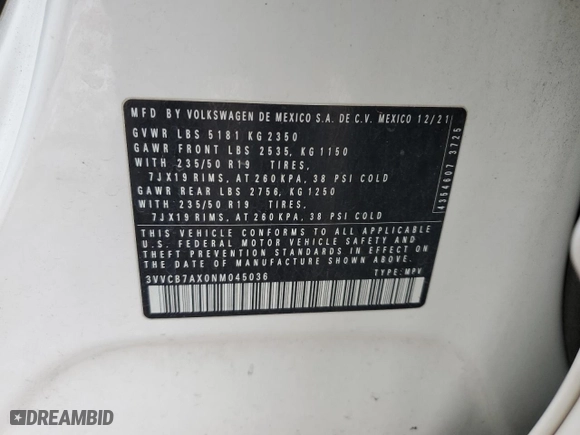 MFD BY VOLKSWAGEN DE MEXICO S.A. DE C.V. MEXICO 12/21
GVWR LBS 5181 KG 2350
GAWR FRONT LBS 2535, KG 1150
WITH 235/50 R19 TIRES,
7JX19 RIMS, AT 260 KPA, 38 PSI COLD
GAWR REAR LBS 2756, KG 1250
WITH 235/50 R19 TIRES,
7JX19 RIMS, AT 260 KPA, 38 PSI COLD
THIS VEHICLE CONFORMS TO ALL APPLICABLE
U.S. FEDERAL MOTOR VEHICLE SAFETY AND
THEFT PREVENTION STANDARDS IN EFFECT ON
THE DATE OF MANUFACTURE SHOWN ABOVE.
3VVCB7AX0NM045036 TYPE: MPV
4354607 3725
DREAMBID